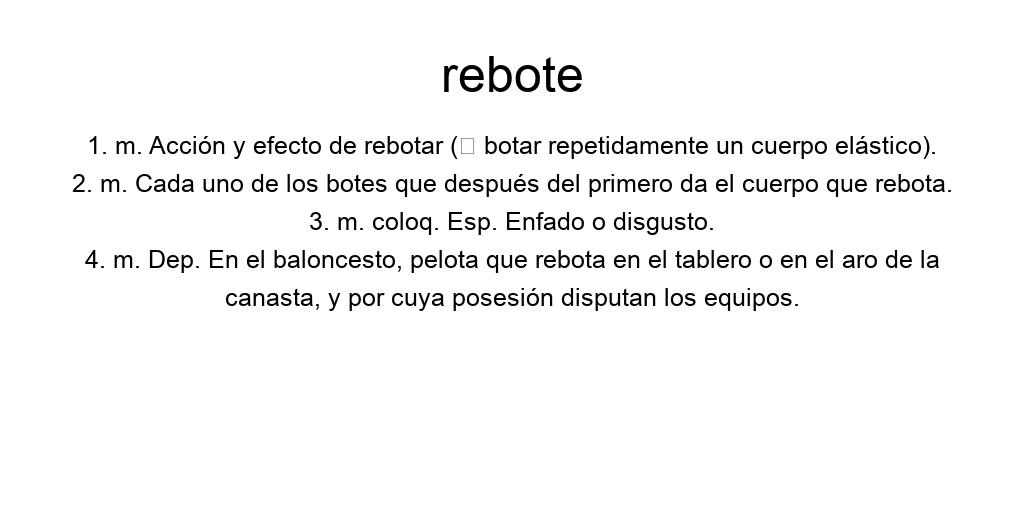 rebote
1. m. Acción y efecto de rebotar (□ botar repetidamente un cuerpo elástico).
2. m. Cada uno de los botes que después del primero da el cuerpo que rebota.
3. m. coloq. Esp. Enfado o disgusto.
4. m. Dep. En el baloncesto, pelota que rebota en el tablero o en el aro de la
canasta, y por cuya posesión disputan los equipos.